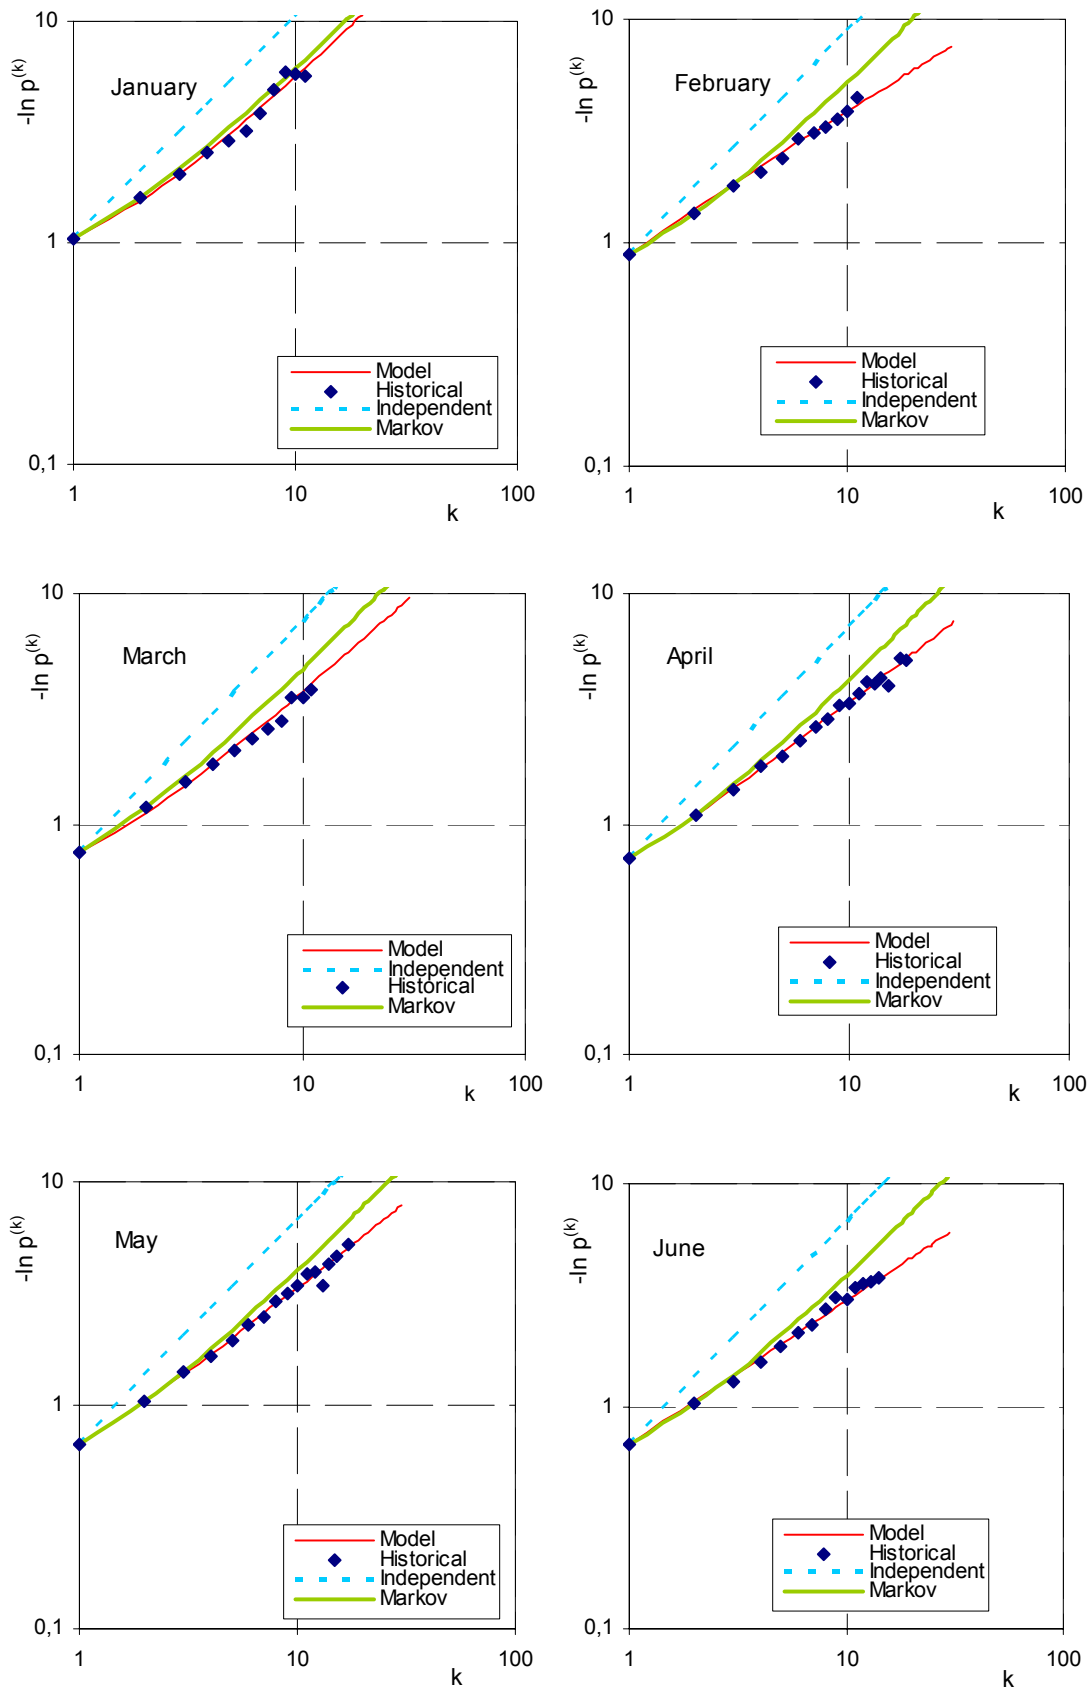 10
-ln p(k)
January
1
Model
Historical
Independent
Markov
0,1
1
10
100
k
10
-ln p(k)
February
1
Model
Historical
Independent
Markov
0,1
1
10
100
k
10
-ln p(k)
March
1
Model
Independent
Historical
Markov
0,1
1
10
100
k
10
-ln p(k)
April
1
Model
Historical
Independent
Markov
0,1
1
10
100
k
10
-ln p(k)
May
1
Model
Historical
Independent
Markov
0,1
1
10
100
k
10
-ln p(k)
June
1
Model
Historical
Independent
Markov
0,1
1
10
100
k